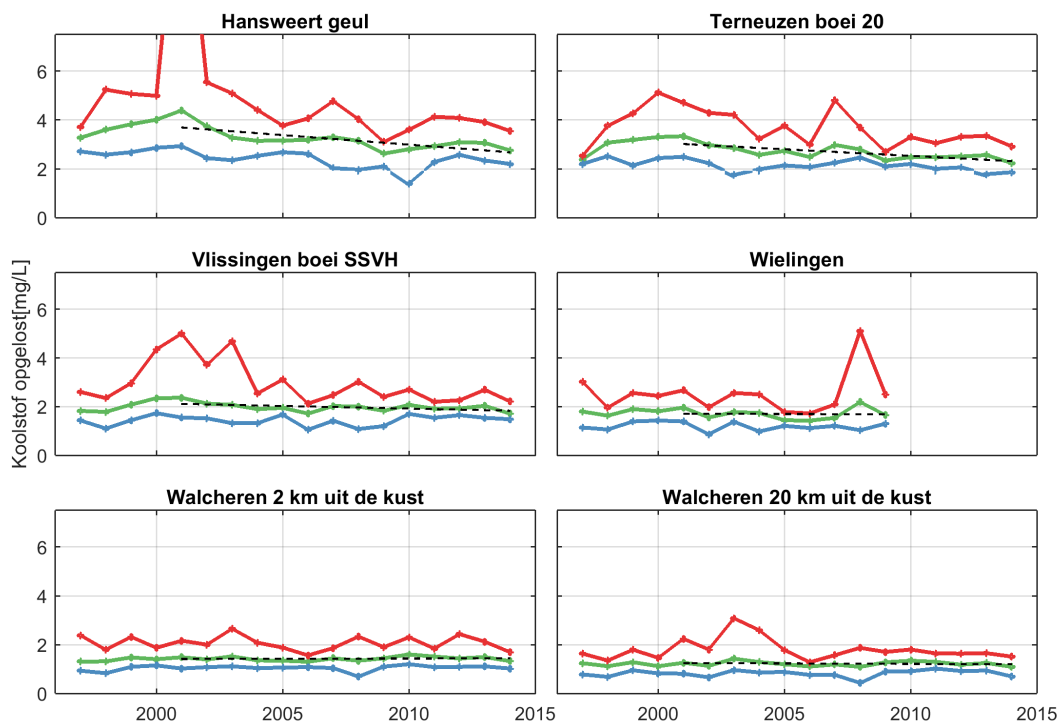 Hansweert geul
Terneuzen boei 20
6
4
2
0
Vlissingen boei SSVH
Wielingen
Koolstof opgelost[mg/L]
6
4
2
0
Walcheren 2 km uit de kust
Walcheren 20 km uit de kust
6
4
2
0
2000 2005 2010 2015
2000 2005 2010 2015